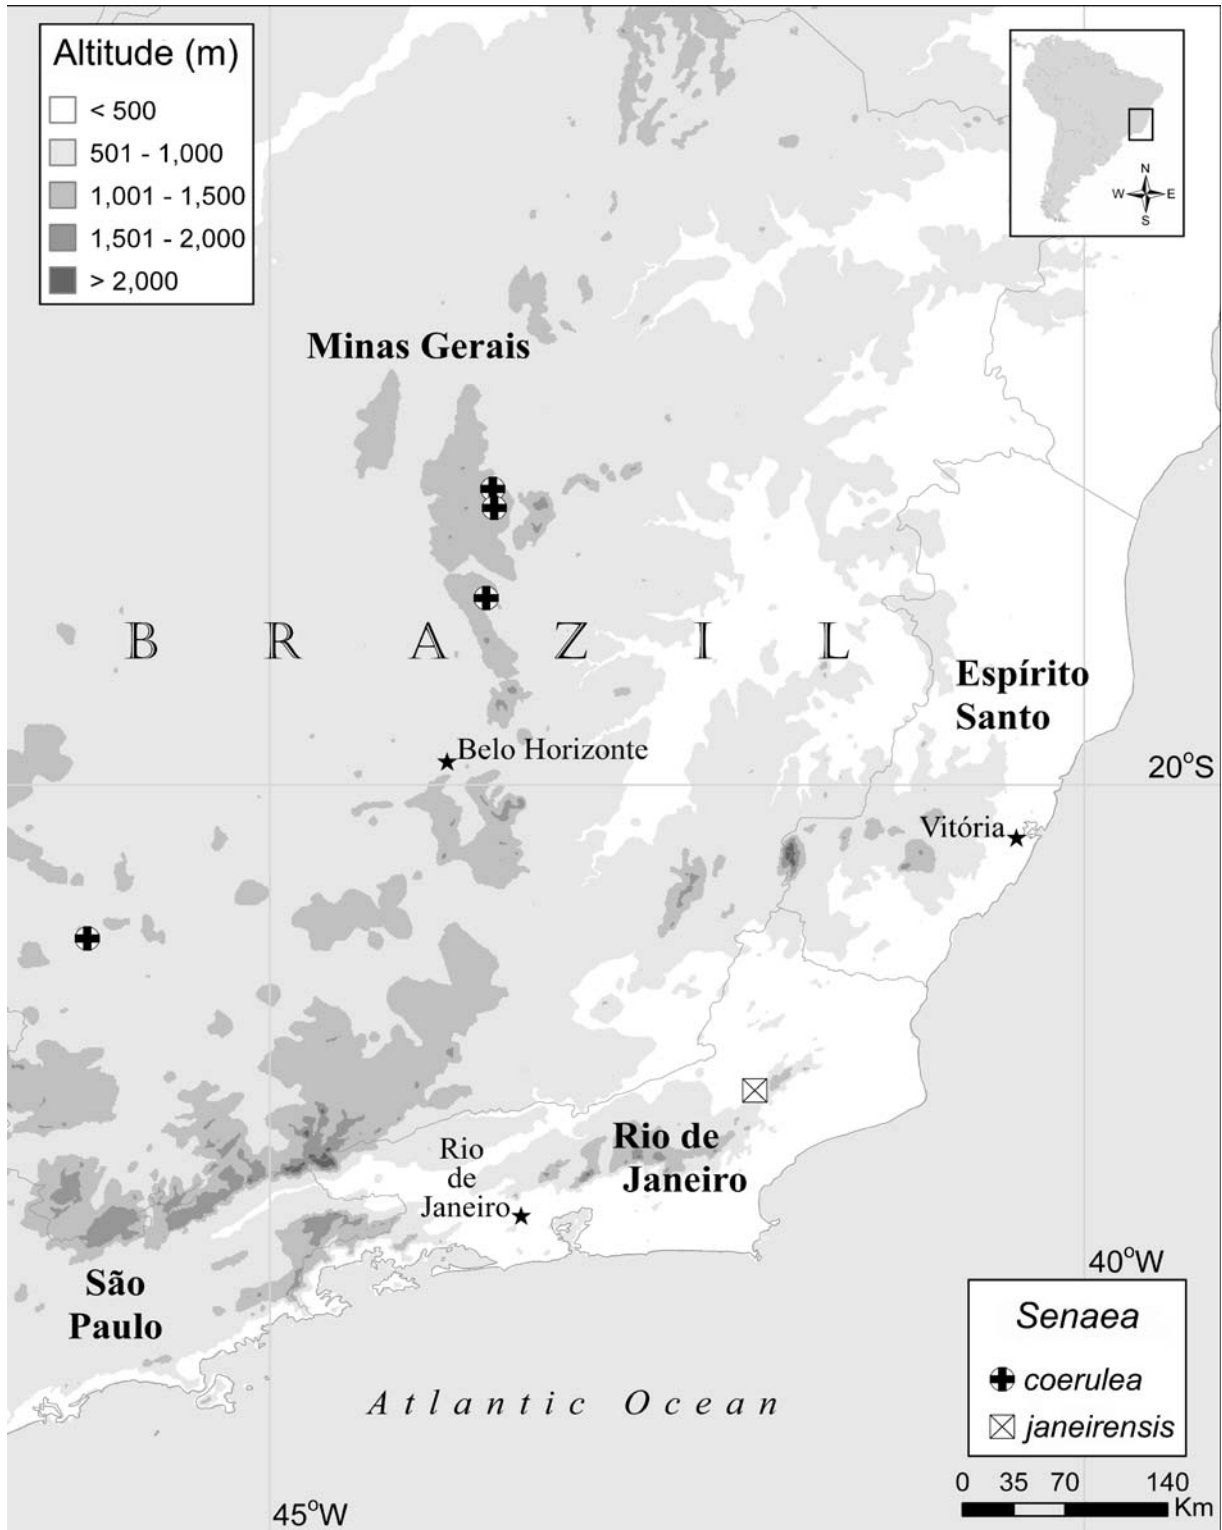 Altitude (m)
< 500
501 - 1,000
1,001 - 1,500
1,501 - 2,000
> 2,000
N
W E
S
Minas Gerais
B R A Z I L
Espírito
Santo
Belo Horizonte
20°S
Vitória
Rio
de
Janeiro
Rio de
Janeiro
São
Paulo
40°W
Senaea
coerulea
janeirensis
Atlantic Ocean
0 35 70 140
Km
45°W